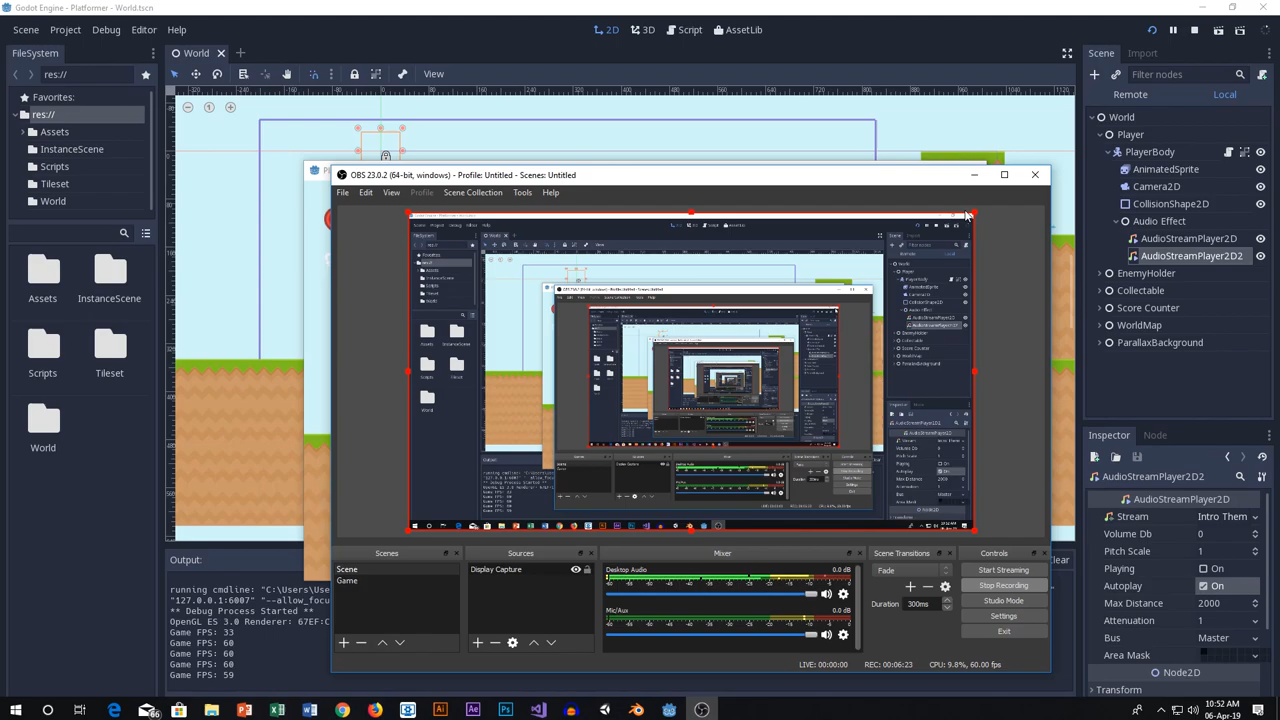 Godot Engine - Platformer - World.tscn
Scene Project Debug Editor Help
2D 3D Script AssetLib
FileSystem
World
Scene Import
res://
View
Filter nodes
Favorites:
res://
Assets
InstanceScene
Scripts
Tileset
World
Remote Local
World
Player
PlayerBody
AnimatedSprite
Camera2D
CollisionShape2D
Audio Effect
AudioStreamPlayer2D
AudioStreamPlayer2D2
EnemyHolder
Collectable
Score Counter
WorldMap
ParallaxBackground
Assets
InstanceScene
Scripts
Tileset
World
OBS 23.0.2 (64-bit, windows) - Profile: Untitled - Scenes: Untitled
File Edit View Profile Scene Collection Tools Help
Scenes
Sources
Mixer
Scene Transitions
Controls
Scene
Game
Display Capture
Desktop Audio
0.0 dB
Mic/Aux
0.0 dB
Fade
Duration 300ms
Start Streaming
Stop Recording
Studio Mode
Settings
Exit
LIVE: 00:00:00
REC: 00:06:23
CPU: 9.8%, 60.00 fps
Inspector
Node
AudioStreamPlayer2D2
AudioStreamPlayer2D
Stream Intro Them
Volume Db 0
Pitch Scale 1
Playing On
Autoplay On
Max Distance 2000
Attenuation 1
Bus Master
Area Mask
Node2D
Transform
Output:
running cmdline: "C:\Users\Use
"127.0.0.1:6007" "--allow_focu
** Debug Process Started **
OpenGL ES 3.0 Renderer: 67EF:C
Game FPS: 33
Game FPS: 60
Game FPS: 60
Game FPS: 60
Game FPS: 59
Clear
66
10:52 AM
06-Apr-19